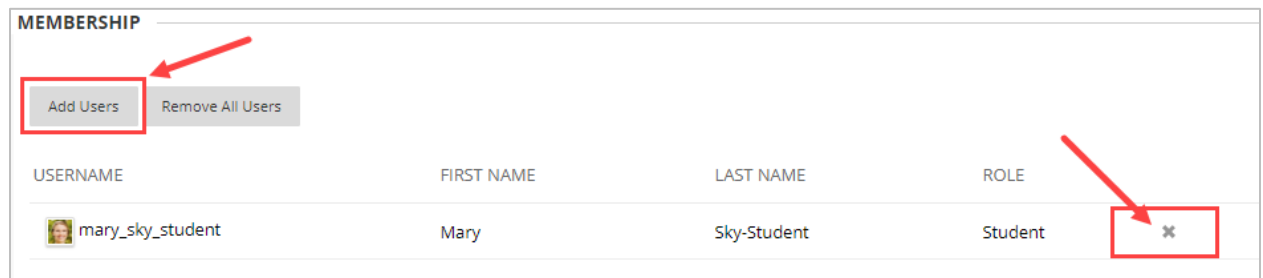 MEMBERSHIP
Add Users Remove All Users
USERNAME FIRST NAME LAST NAME ROLE
mary_sky_student Mary Sky-Student Student